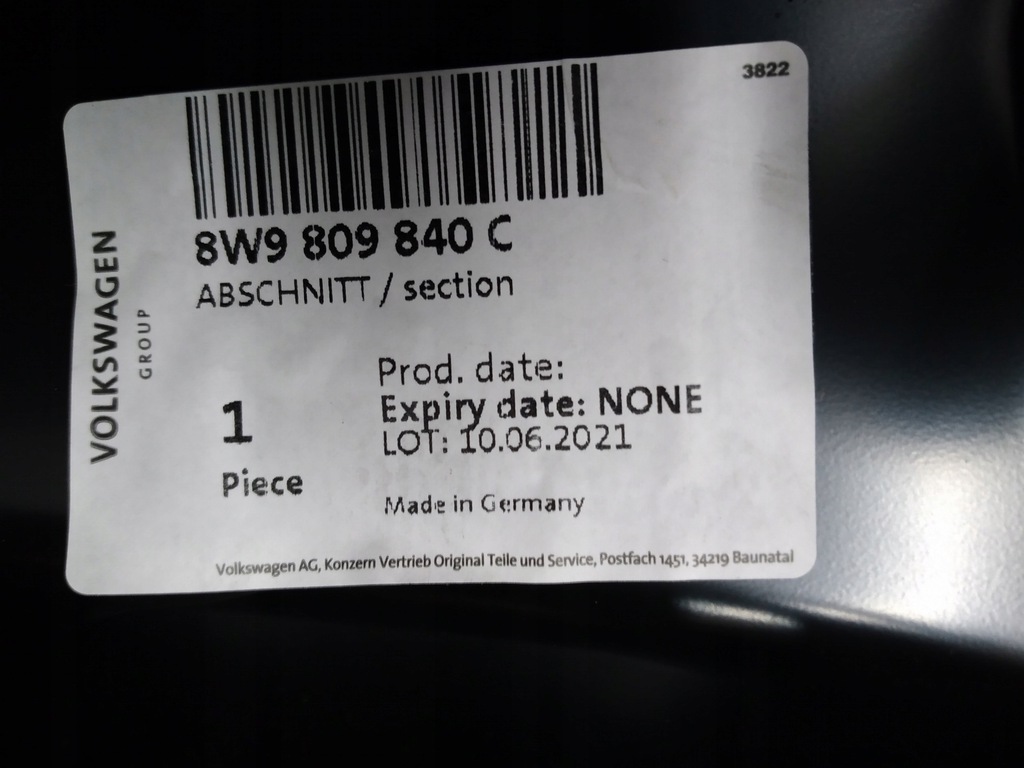 3822
8W9 809 840 C
ABSCHNITT / section
VOLKSWAGEN
GROUP
1
Piece
Prod. date:
Expiry date: NONE
LOT: 10.06.2021
Made in Germany
Volkswagen AG, Konzern Vertrieb Original Teile und Service, Postfach 1451, 34219 Baunatal